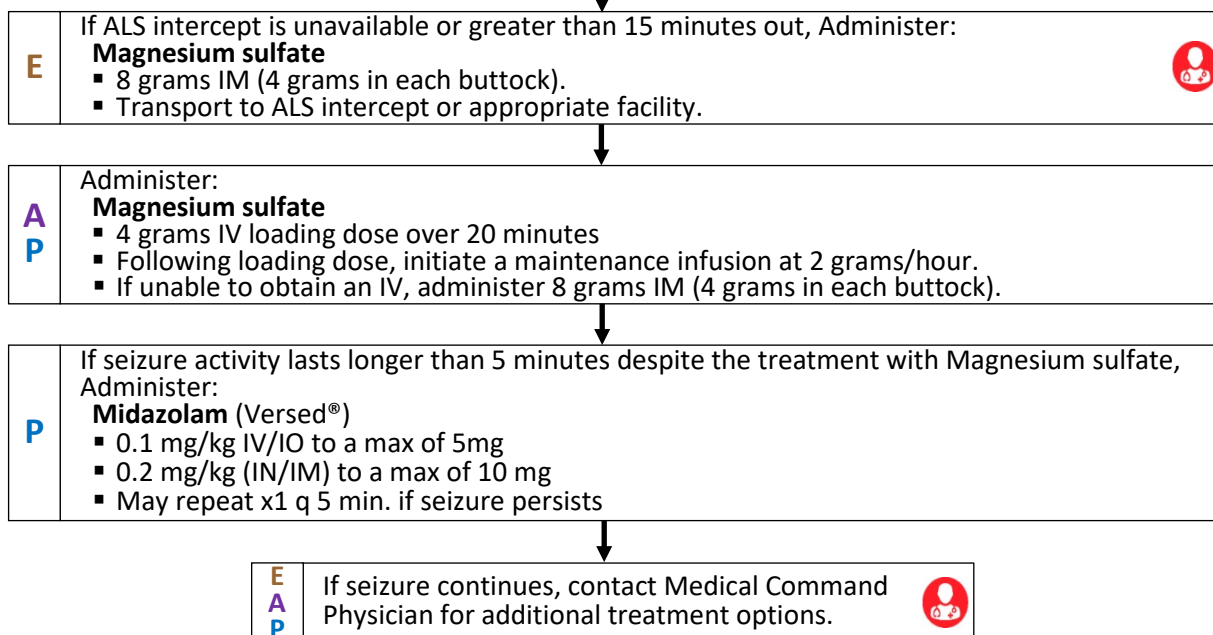 If ALS intercept is unavailable or greater than 15 minutes out, Administer:
E
Magnesium sulfate
▪ 8 grams IM (4 grams in each buttock).
▪ Transport to ALS intercept or appropriate facility.
Administer:
A
P
Magnesium sulfate
▪ 4 grams IV loading dose over 20 minutes
▪ Following loading dose, initiate a maintenance infusion at 2 grams/hour.
▪ If unable to obtain an IV, administer 8 grams IM (4 grams in each buttock).
If seizure activity lasts longer than 5 minutes despite the treatment with Magnesium sulfate,
Administer:
P
Midazolam (Versed®)
▪ 0.1 mg/kg IV/IO to a max of 5mg
▪ 0.2 mg/kg (IN/IM) to a max of 10 mg
▪ May repeat x1 q 5 min. if seizure persists
E
A
P
If seizure continues, contact Medical Command
Physician for additional treatment options.